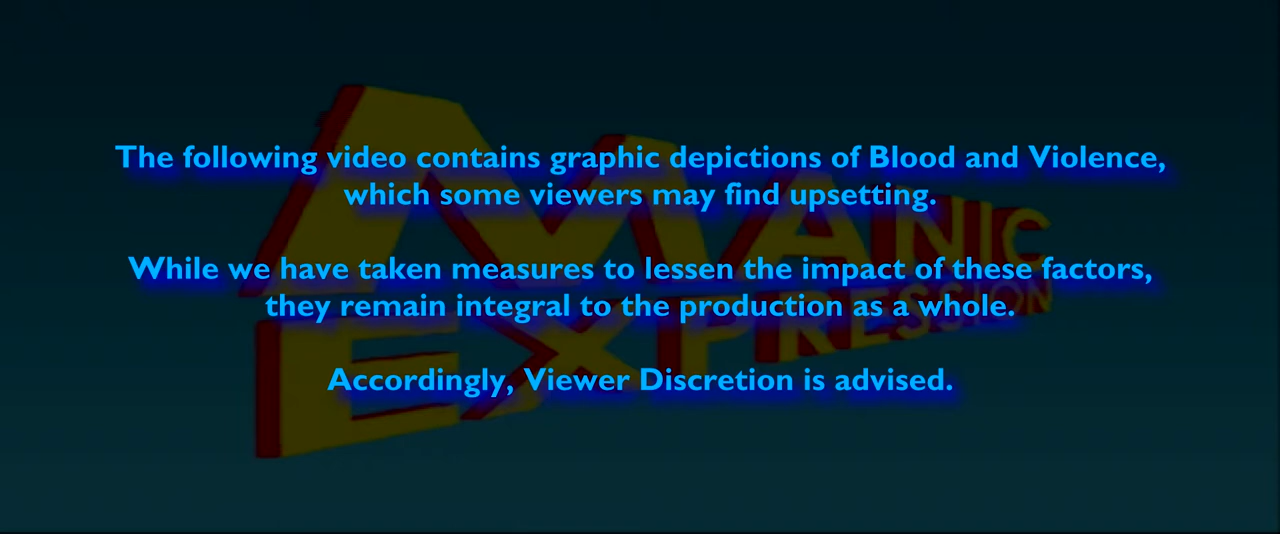 The following video contains graphic depictions of Blood and Violence,
which some viewers may find upsetting.
While we have taken measures to lessen the impact of these factors,
they remain integral to the production as a whole.
Accordingly, Viewer Discretion is advised.
MANIC
EXPRESSION